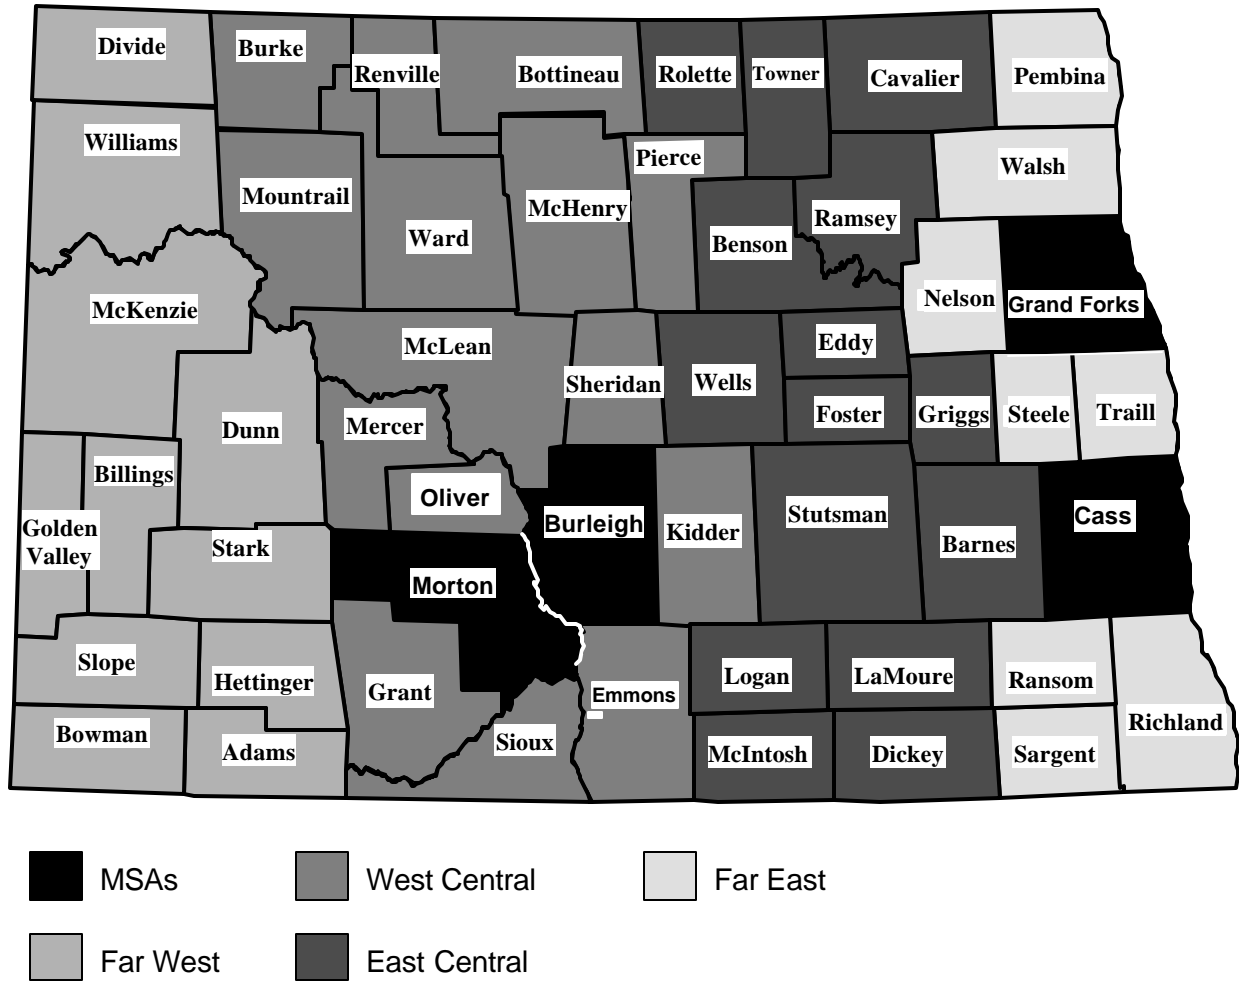 Divide
Burke
Renville
Bottineau
Rolette
Towner
Cavalier
Pembina
Williams
Mountrail
Ward
McHenry
Pierce
Benson
Ramsey
Walsh
Nelson
Grand Forks
McKenzie
McLean
Sheridan
Wells
Eddy
Foster
Griggs
Steele
Traill
Dunn
Mercer
Billings
Oliver
Golden
Valley
Stark
Morton
Burleigh
Kidder
Stutsman
Barnes
Cass
Slope
Hettinger
Grant
Emmons
Logan
LaMoure
Ransom
Richland
Bowman
Adams
Sioux
McIntosh
Dickey
Sargent
MSAs
West Central
Far East
Far West
East Central